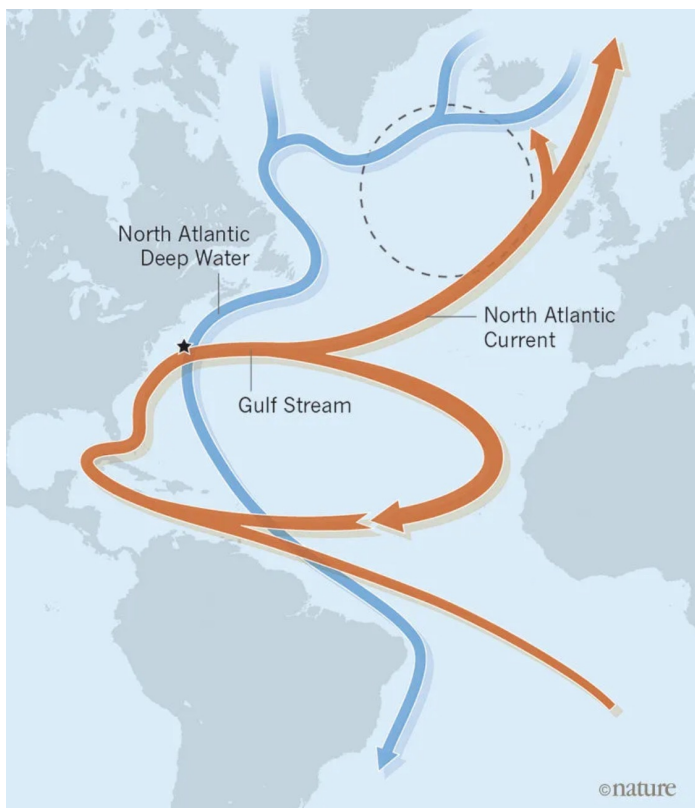 North Atlantic
Deep Water
North Atlantic
Current
Gulf Stream
©nature